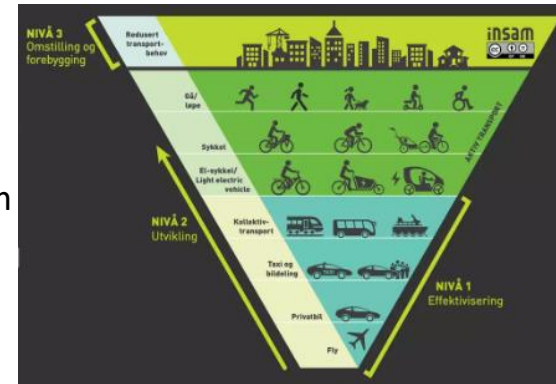 NIVÅ 3
Omstilling og
forebygging
Redusert
transport-
behov
insam
Gå/
løpe
Sykkel
El-sykkel/
Light electric
vehicle
AKTIV TRANSPORT
n
NIVÅ 2
Utvikling
Kollektiv-
transport
Taxi og
bildeling
Privatbil
Fly
NIVÅ 1
Effektivisering